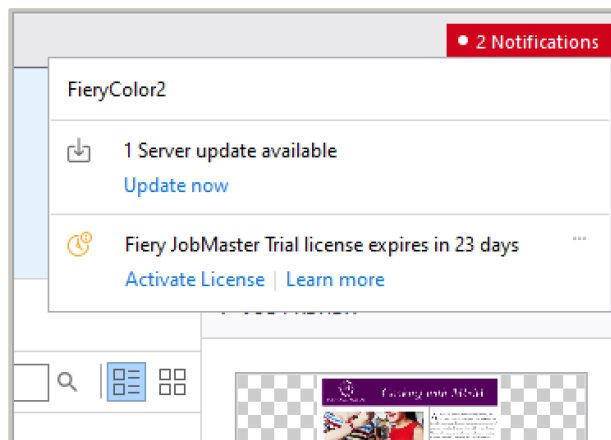 2 Notifications
FieryColor2
1 Server update available
Update now
Fiery JobMaster Trial license expires in 23 days
Activate License | Learn more